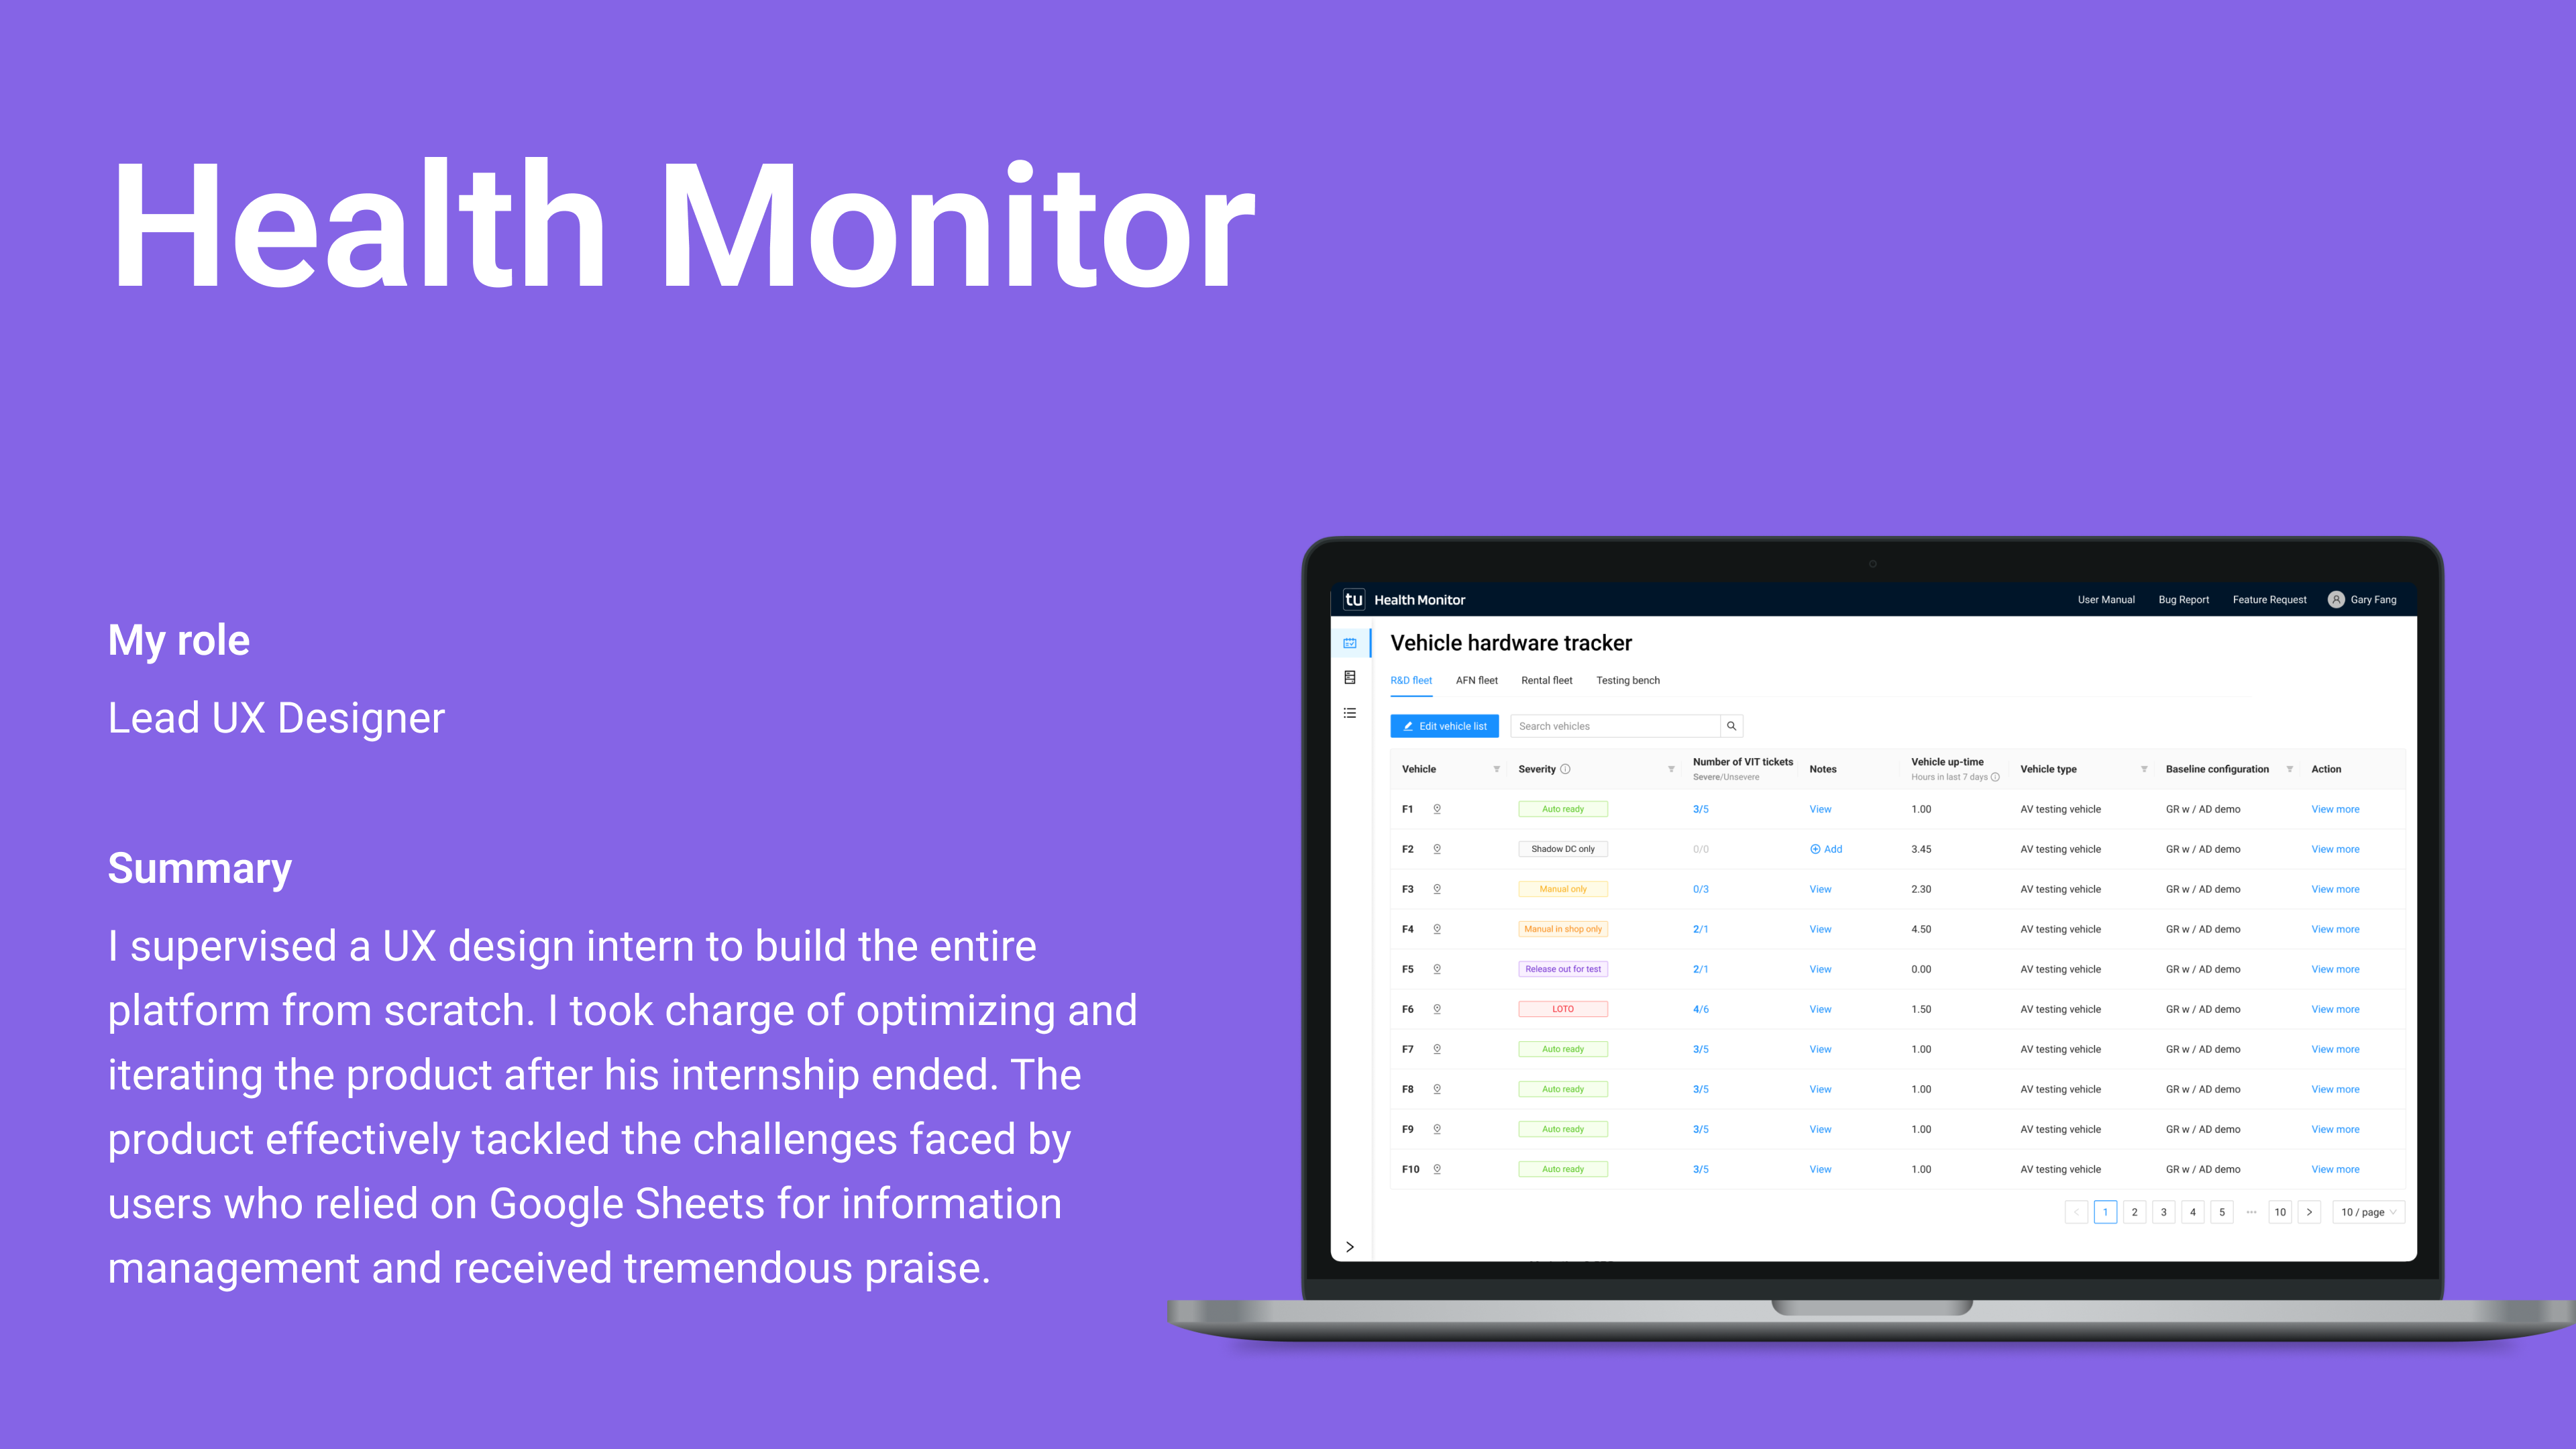 Health Monitor
My role
Lead UX Designer
Summary
I supervised a UX design intern to build the entire
platform from scratch. I took charge of optimizing and
iterating the product after his internship ended. The
product effectively tackled the challenges faced by
users who relied on Google Sheets for information
management and received tremendous praise.
tu Health Monitor User Manual Bug Report Feature Request Gary Fang
Vehicle hardware tracker
R&D fleet AFN fleet Rental fleet Testing bench
Edit vehicle list Search vehicles
Vehicle Severity Number of VIT tickets Severe/Unsevere Notes Vehicle up-time Hours in last 7 days Vehicle type Baseline configuration Action
F1 Auto ready 3/5 View 1.00 AV testing vehicle GR w / AD demo View more
F2 Shadow DC only 0/0 Add 3.45 AV testing vehicle GR w / AD demo View more
F3 Manual only 0/3 View 2.30 AV testing vehicle GR w / AD demo View more
F4 Manual in shop only 2/1 View 4.50 AV testing vehicle GR w / AD demo View more
F5 Release out for test 2/1 View 0.00 AV testing vehicle GR w / AD demo View more
F6 LOTO 4/6 View 1.50 AV testing vehicle GR w / AD demo View more
F7 Auto ready 3/5 View 1.00 AV testing vehicle GR w / AD demo View more
F8 Auto ready 3/5 View 1.00 AV testing vehicle GR w / AD demo View more
F9 Auto ready 3/5 View 1.00 AV testing vehicle GR w / AD demo View more
F10 Auto ready 3/5 View 1.00 AV testing vehicle GR w / AD demo View more
< 1 2 3 4 5 ••• 10 > 10 / page